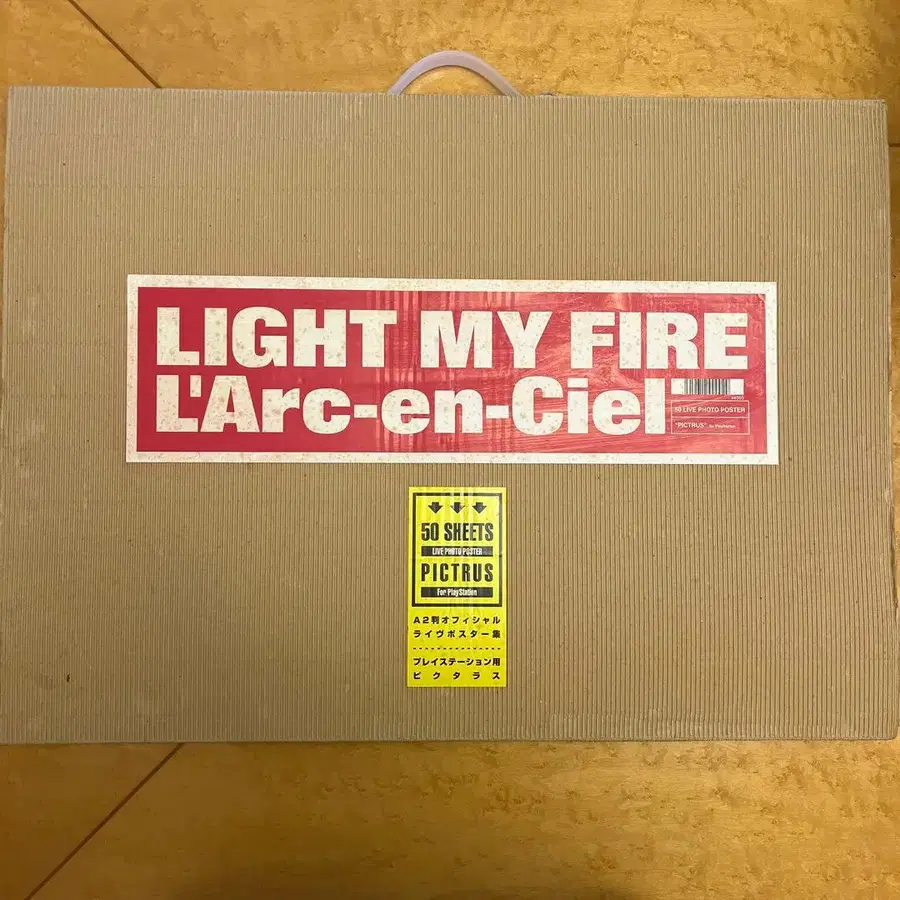 LIGHT MY FIRE
L'Arc-en-Ciel
50 LIVE PHOTO POSTER
"PICTRUS" for PlayStation
50 SHEETS
LIVE PHOTO POSTER
PICTRUS
For PlayStation
A2判オフィシャル
ライヴポスター集
プレイステーション用
ピクタラス